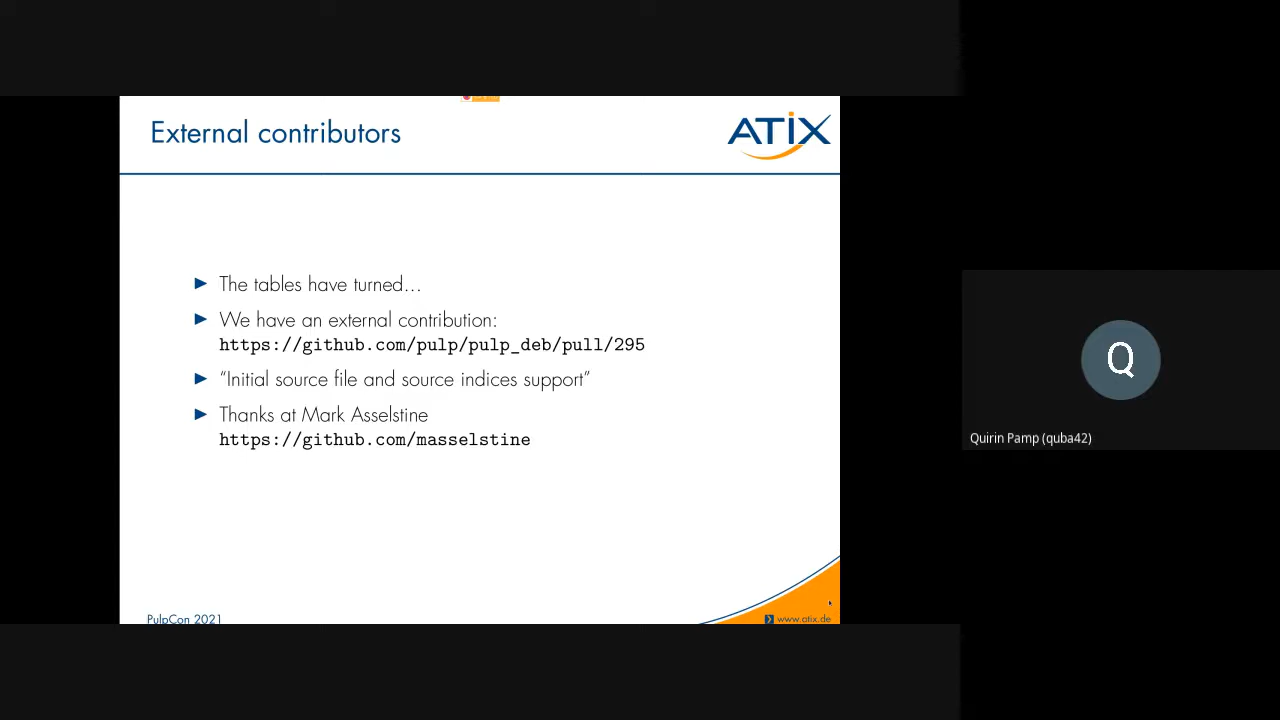 External contributors
ATIX
The tables have turned...
We have an external contribution:
https://github.com/pulp/pulp_deb/pull/295
“Initial source file and source indices support”
Thanks at Mark Asselstine
https://github.com/masselstine
Q
Quirin Pamp (quba42)
PulpCon 2021
www.atix.de